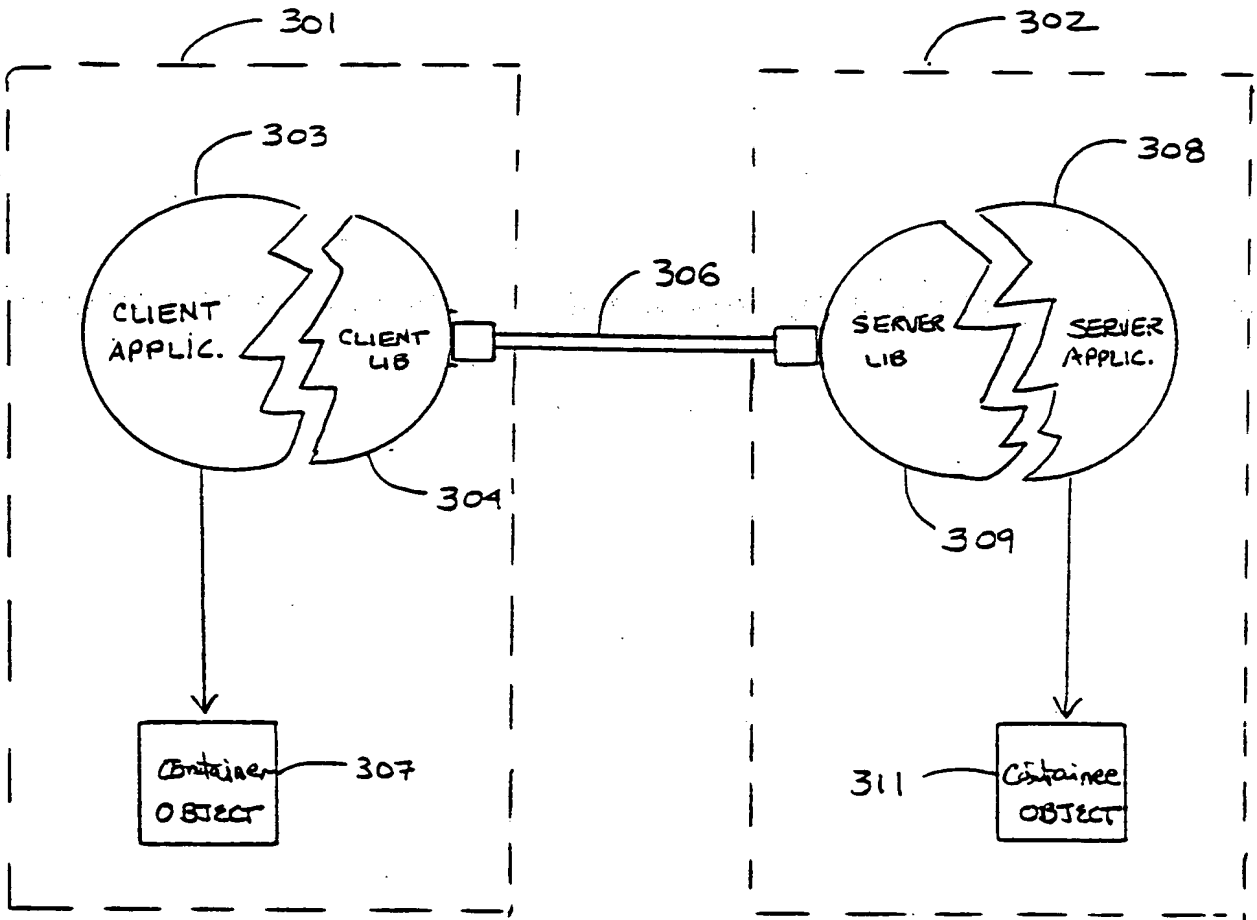 301
302
303
308
306
CLIENT
APPLIC.
CLIENT
LIB
SERVER
LIB
SERVER
APPLIC.
304
309
Container
OBJECT
307
311
Containee
OBJECT